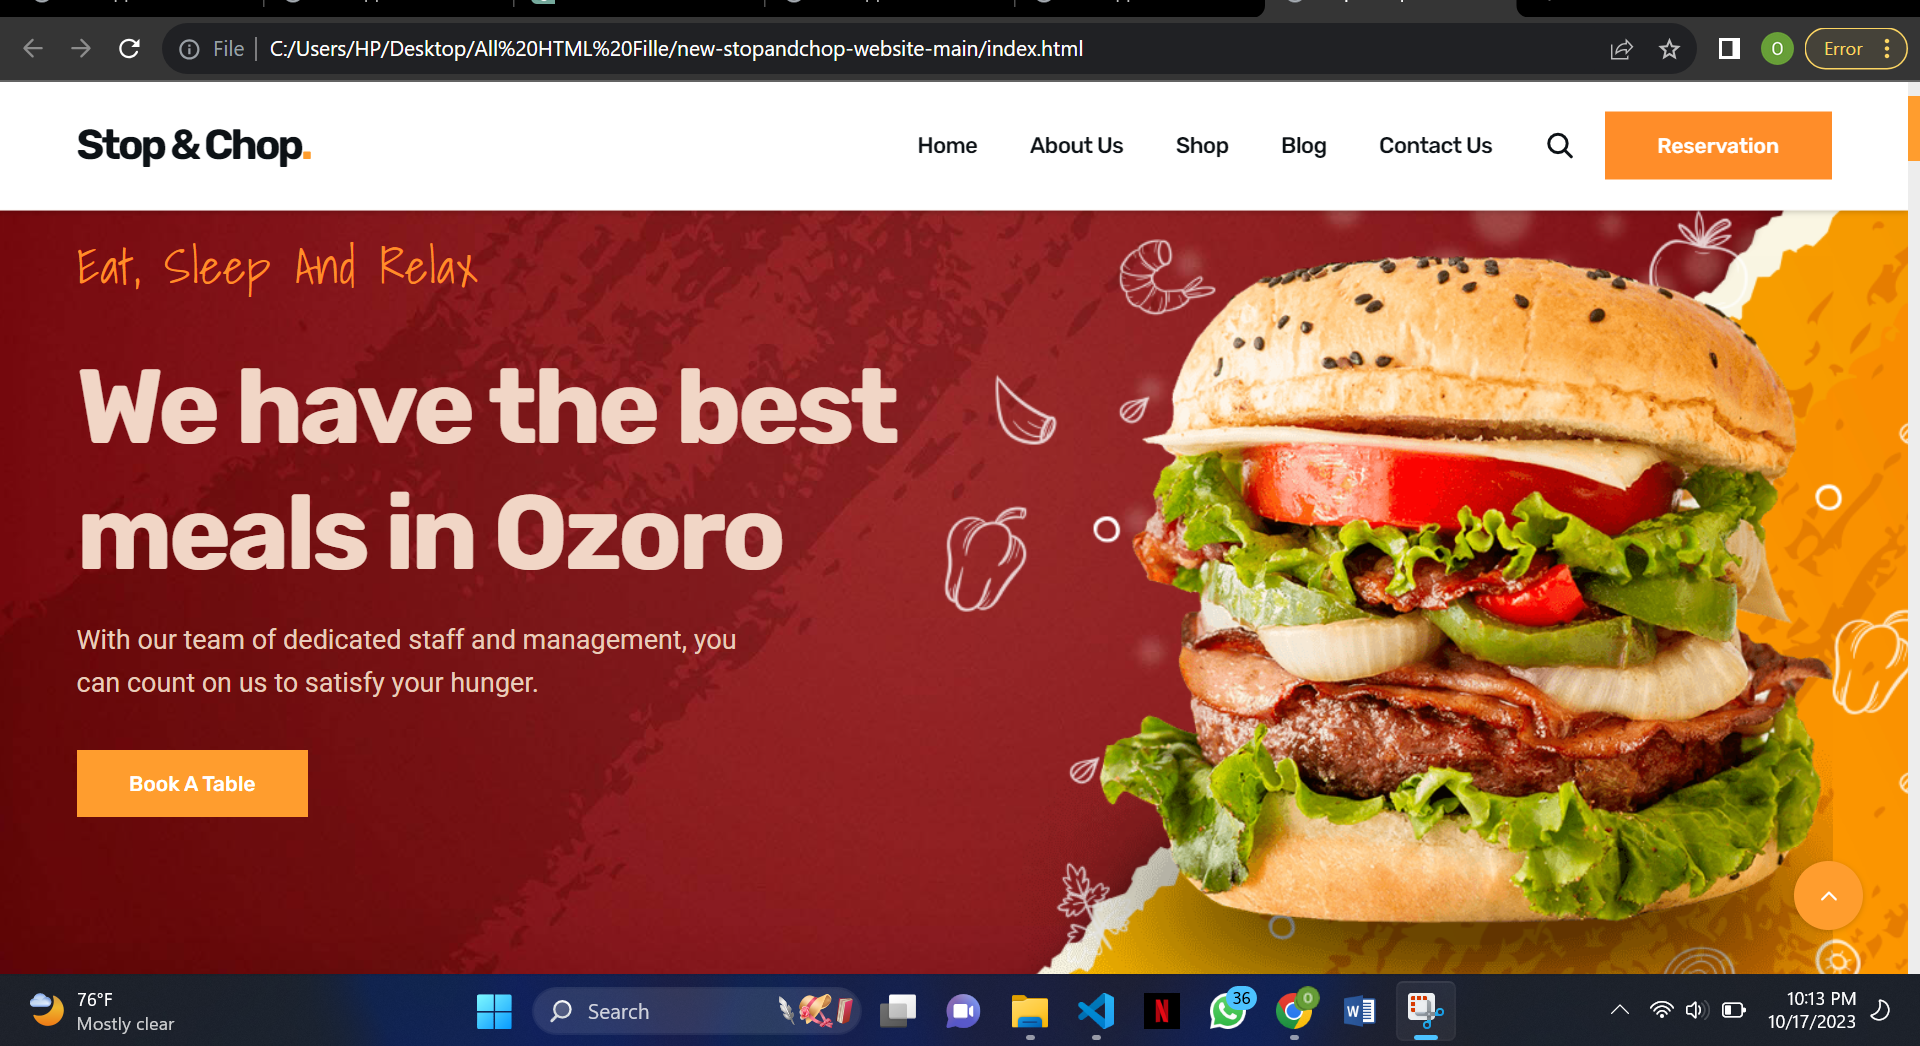 File
C:/Users/HP/Desktop/All%20HTML%20Fille/new-stopandchop-website-main/index.html
O
Error
Stop & Chop.
Home
About Us
Shop
Blog
Contact Us
Reservation
Eat, Sleep And Relax
We have the best
meals in Ozoro
With our team of dedicated staff and management, you
can count on us to satisfy your hunger.
Book A Table
76°F
Mostly clear
Search
N
36
0
W
10:13 PM
10/17/2023